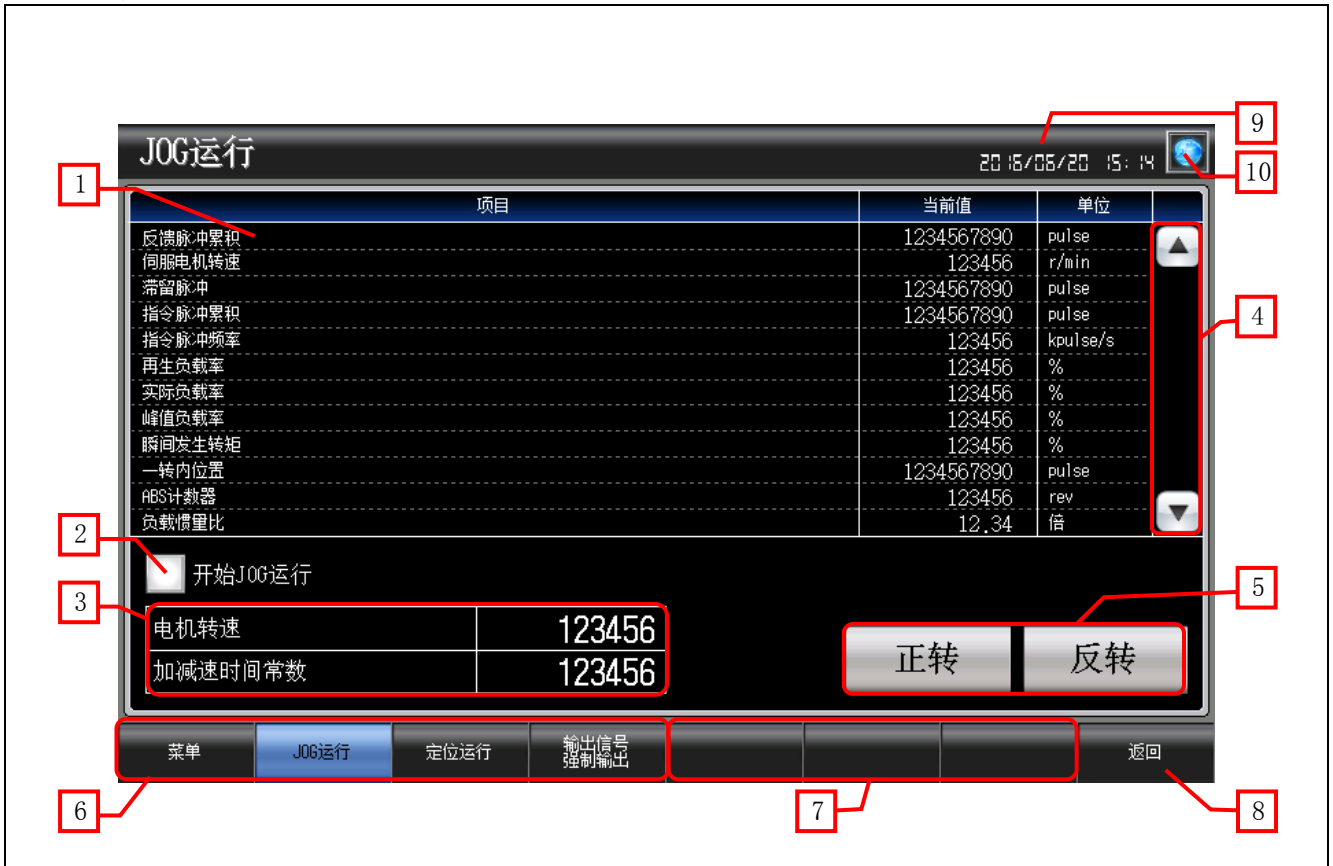 9
JOG运行
2016/06/20 15:14
10
1
项目 当前值 单位
反馈脉冲累积 1234567890 pulse
伺服电机转速 123456 r/min
滞留脉冲 1234567890 pulse
指令脉冲累积 1234567890 pulse
4
指令脉冲频率 123456 kpulse/s
再生负载率 123456 %
实际负载率 123456 %
峰值负载率 123456 %
瞬间发生转矩 123456 %
一转内位置 1234567890 pulse
ABS计数器 123456 rev
负载惯量比 12.34 倍
2
开始JOG运行
5
3
电机转速 123456
加减速时间常数 123456
正转 反转
菜单 JOG运行 定位运行 输出信号 返回
强制输出
6 7 8